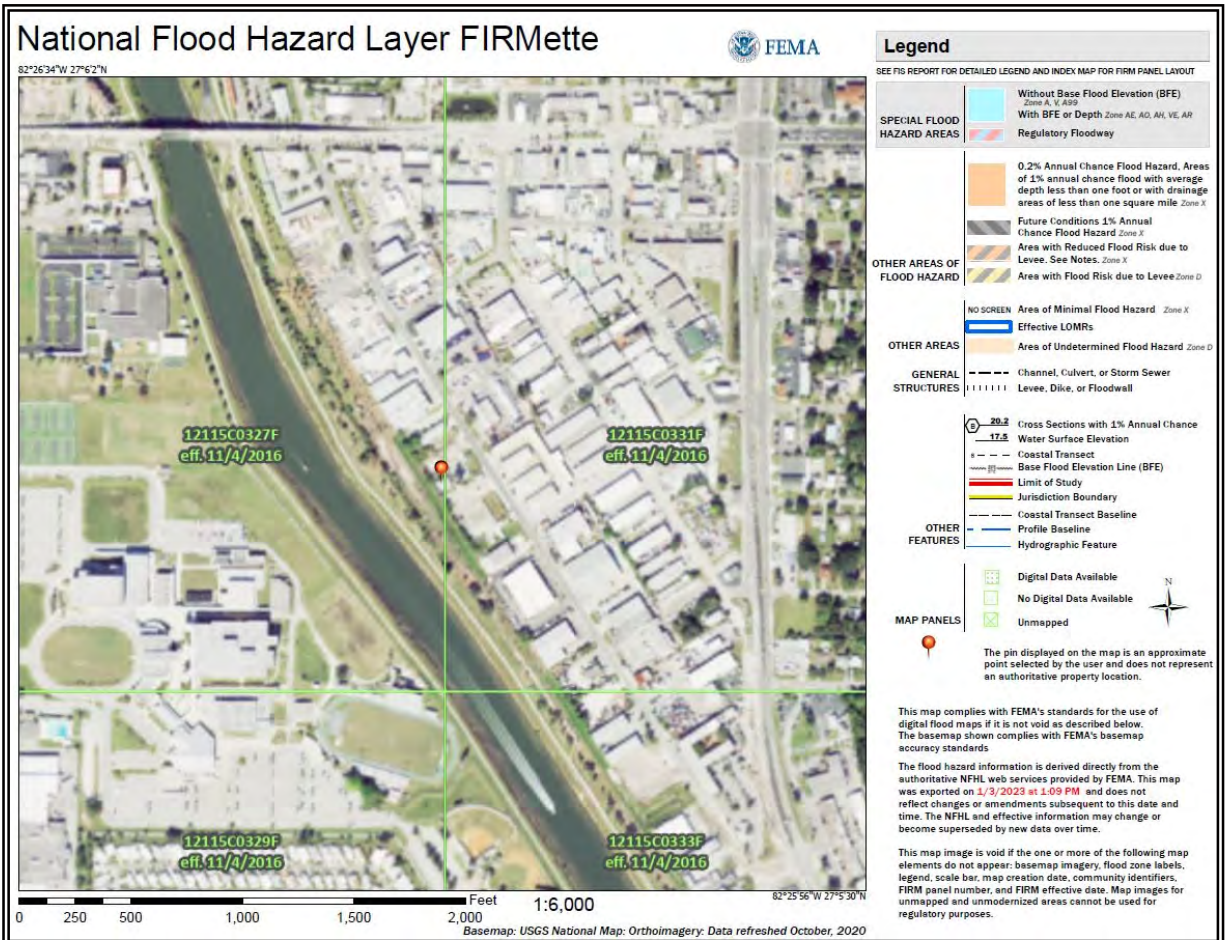 National Flood Hazard Layer FIRMette
FEMA
82°26'34"W 27°6'2"N
12115C0327F
eff. 11/4/2016
12115C0331F
eff. 11/4/2016
12115C0329F
eff. 11/4/2016
12115C0333F
eff. 11/4/2016
82°25'56"W 27°5'30"N
Feet
1:6,000
0 250 500 1,000 1,500 2,000
Basemap: USGS National Map: Orthoimagery: Data refreshed October, 2020
Legend
SEE FIS REPORT FOR DETAILED LEGEND AND INDEX MAP FOR FIRM PANEL LAYOUT
SPECIAL FLOOD
HAZARD AREAS
Without Base Flood Elevation (BFE)
Zone A, V, A99
With BFE or Depth Zone AE, AO, AH, VE, AR
Regulatory Floodway
OTHER AREAS OF
FLOOD HAZARD
0.2% Annual Chance Flood Hazard, Areas
of 1% annual chance flood with average
depth less than one foot or with drainage
areas of less than one square mile Zone X
Future Conditions 1% Annual
Chance Flood Hazard Zone X
Area with Reduced Flood Risk due to
Levee. See Notes. Zone X
Area with Flood Risk due to Levee Zone D
OTHER AREAS
NO SCREEN Area of Minimal Flood Hazard Zone X
Effective LOMRs
Area of Undetermined Flood Hazard Zone D
GENERAL
STRUCTURES
Channel, Culvert, or Storm Sewer
Levee, Dike, or Floodwall
OTHER
FEATURES
B 20.2 Cross Sections with 1% Annual Chance
17.5 Water Surface Elevation
8 Coastal Transect
513 Base Flood Elevation Line (BFE)
Limit of Study
Jurisdiction Boundary
Coastal Transect Baseline
Profile Baseline
Hydrographic Feature
MAP PANELS
Digital Data Available
No Digital Data Available
Unmapped
N
The pin displayed on the map is an approximate
point selected by the user and does not represent
an authoritative property location.
This map complies with FEMA's standards for the use of
digital flood maps if it is not void as described below.
The basemap shown complies with FEMA's basemap
accuracy standards
The flood hazard information is derived directly from the
authoritative NFHL web services provided by FEMA. This map
was exported on 1/3/2023 at 1:09 PM and does not
reflect changes or amendments subsequent to this date and
time. The NFHL and effective information may change or
become superseded by new data over time.
This map image is void if the one or more of the following map
elements do not appear: basemap imagery, flood zone labels,
legend, scale bar, map creation date, community identifiers,
FIRM panel number, and FIRM effective date. Map images for
unmapped and unmodernized areas cannot be used for
regulatory purposes.